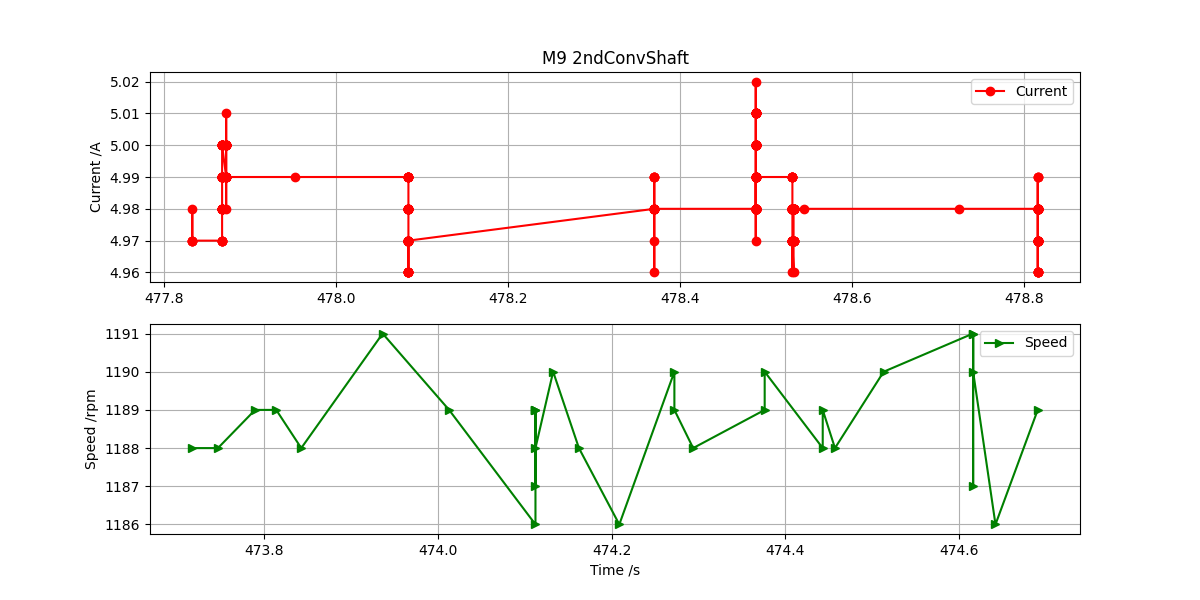 M9 2ndConvShaft
Current /A
5.02
5.01
5.00
4.99
4.98
4.97
4.96
Current
477.8 478.0 478.2 478.4 478.6 478.8
Speed /rpm
1191
1190
1189
1188
1187
1186
Speed
473.8 474.0 474.2 474.4 474.6
Time /s